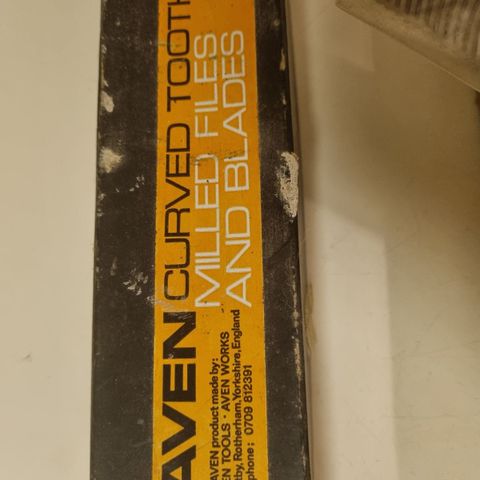 AVEN CURVED TOOTH
MILLED FILES
AND BLADES
AVEN product made by:
TOOLS · AVEN WORKS
Rotherham, Yorkshire, England
0709 812391